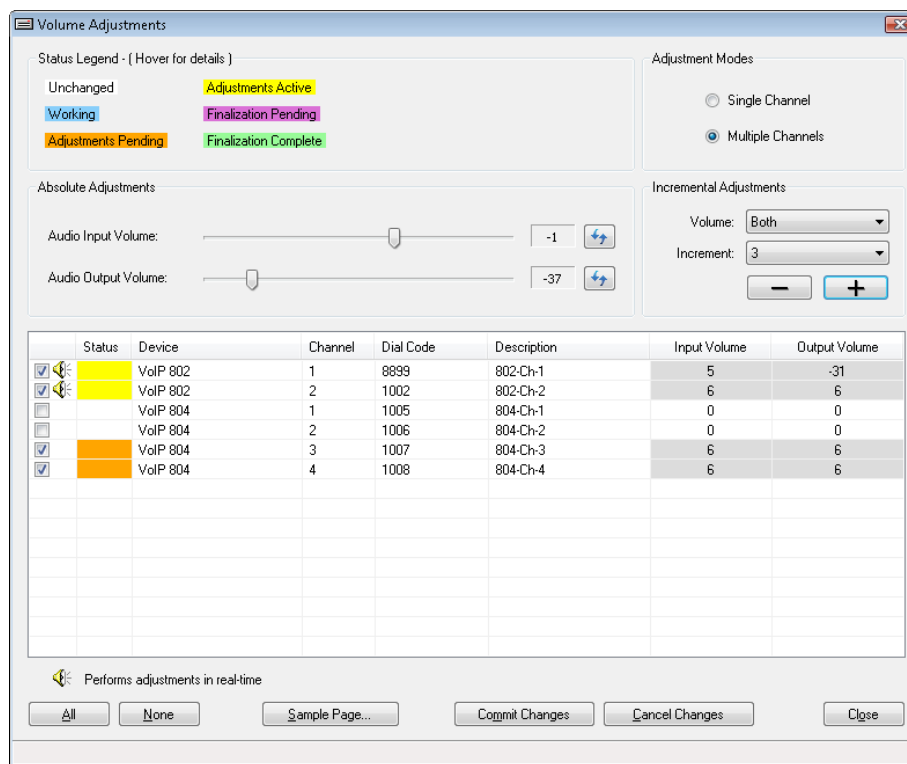 Volume Adjustments
Status Legend - ( Hover for details )
Unchanged
Adjustments Active
Working
Finalization Pending
Adjustments Pending
Finalization Complete
Adjustment Modes
Single Channel
Multiple Channels
Absolute Adjustments
Audio Input Volume:
-1
Audio Output Volume:
-37
Incremental Adjustments
Volume: Both
Increment: 3
− +
Status Device Channel Dial Code Description Input Volume Output Volume
VoIP 802 1 8899 802-Ch-1 5 -31
VoIP 802 2 1002 802-Ch-2 6 6
VoIP 804 1 1005 804-Ch-1 0 0
VoIP 804 2 1006 804-Ch-2 0 0
VoIP 804 3 1007 804-Ch-3 6 6
VoIP 804 4 1008 804-Ch-4 6 6
Performs adjustments in real-time
All None Sample Page... Commit Changes Cancel Changes Close